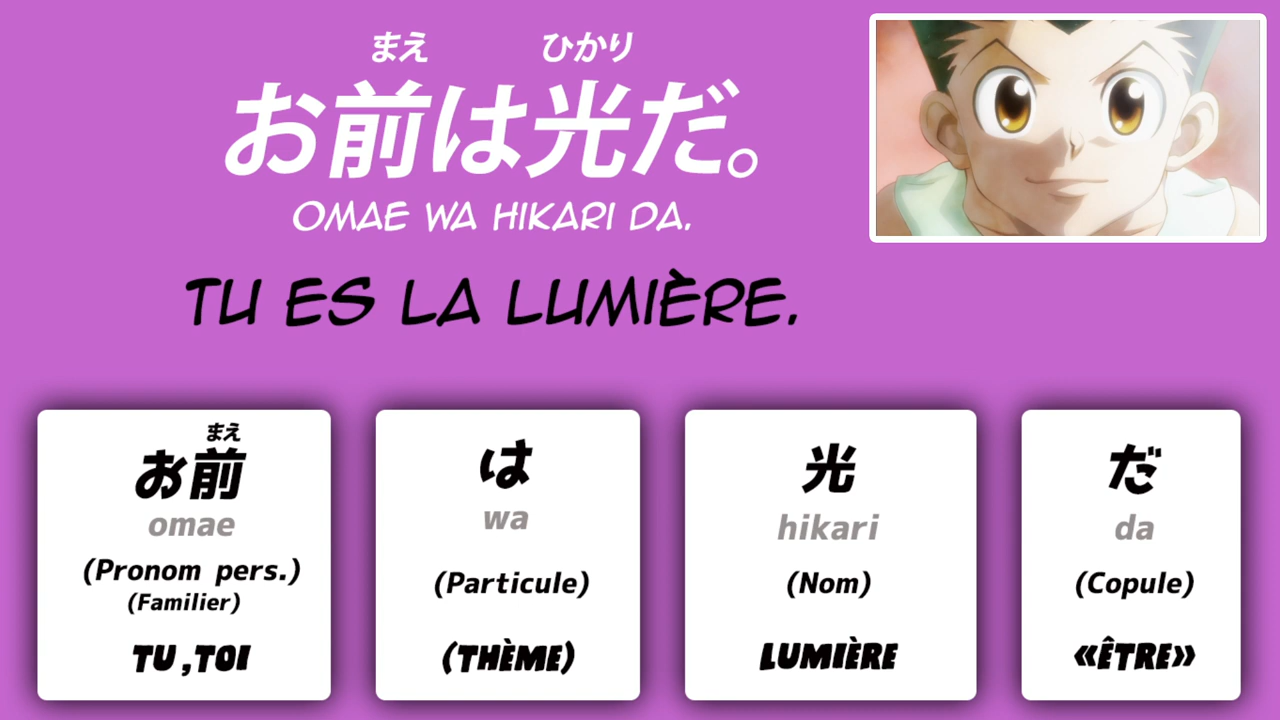 まえ ひかり
お前は光だ。
OMAE WA HIKARI DA.
TU ES LA LUMIÈRE.
まえ
お前
omae
(Pronom pers.)
(Familier)
TU ,TOI
は
wa
(Particule)
(THÈME)
光
hikari
(Nom)
LUMIÈRE
だ
da
(Copule)
«ÊTRE»